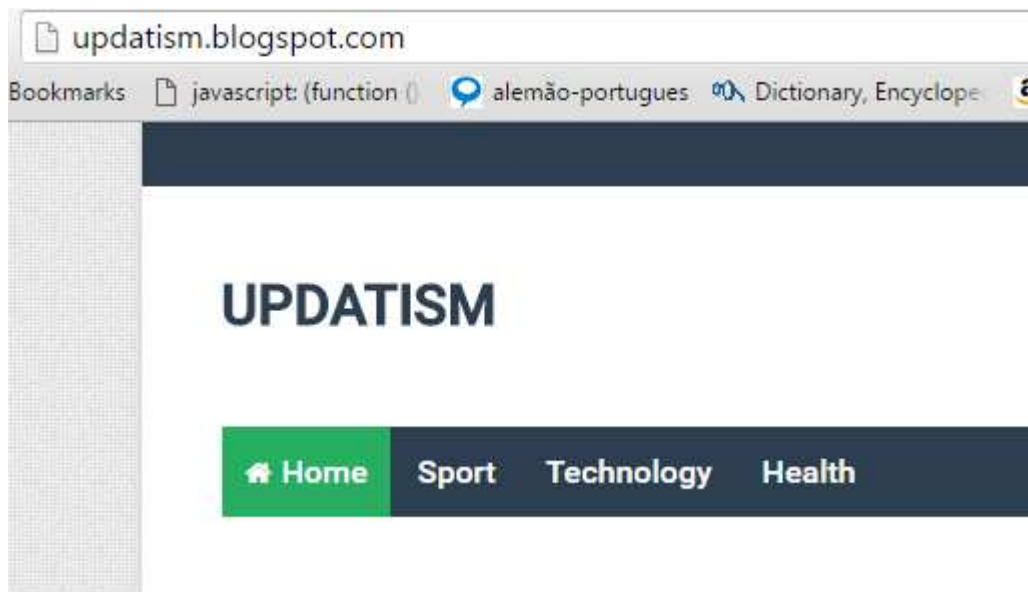 updatism.blogspot.com
Bookmarks javascript: (function () alemão-portugues Dictionary, Encyclope
UPDATISM
Home Sport Technology Health